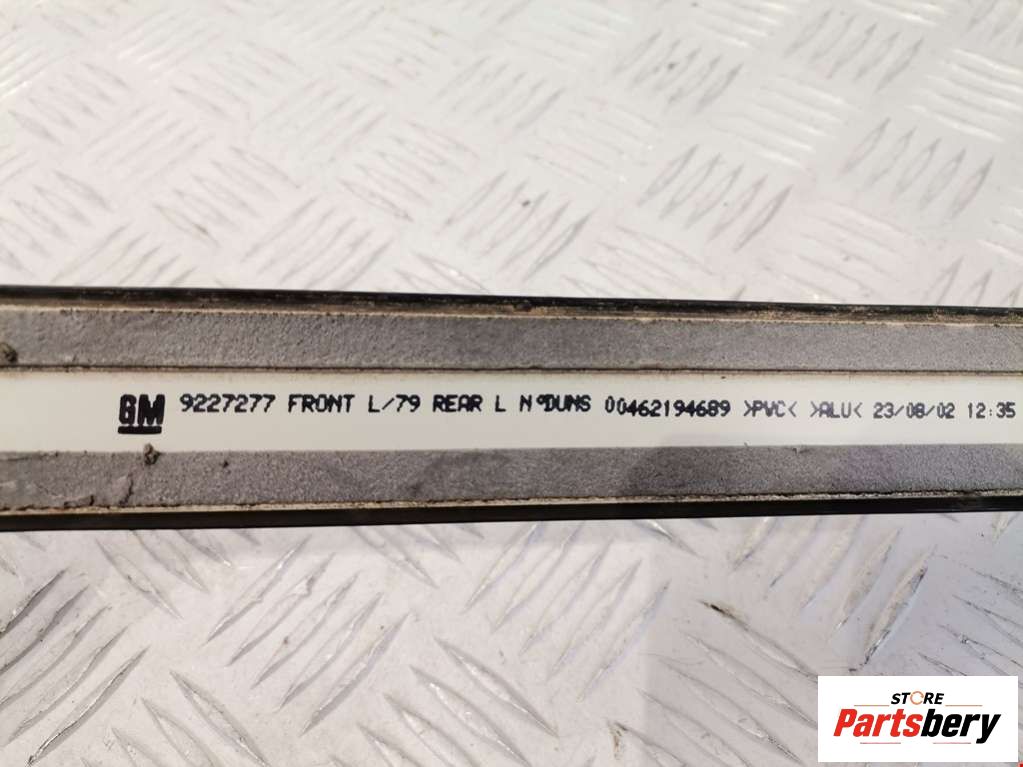 GM 9227277 FRONT L/79 REAR L N°DUNS 00462194689 >PVC< >ALU< 23/08/02 12:35
STORE
Partsbery